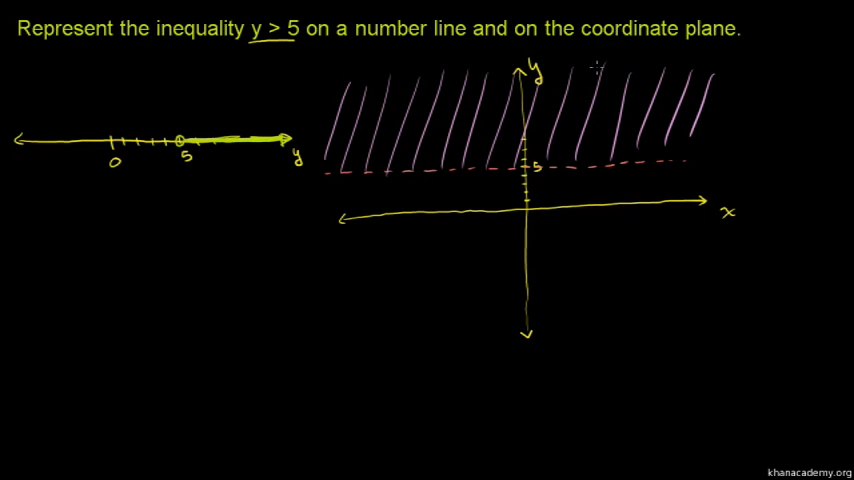 Represent the inequality y > 5 on a number line and on the coordinate plane.
y
0 5 y
5
x
khanacademy.org